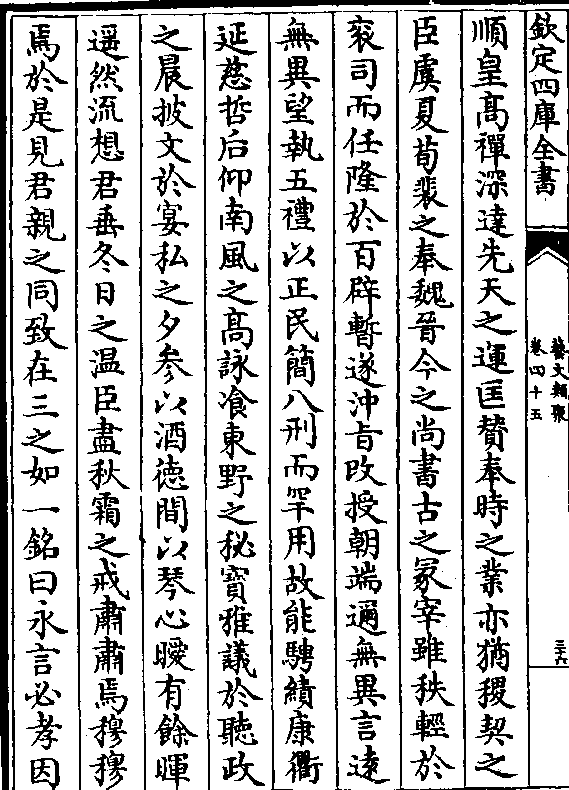 欽定四庫全書
藝文類聚
卷四十五
三十六
順皇高禪深達先天之運匡賛奉時之業亦猶稷契之
臣虞夏荀裴之奉魏晉今之尚書古之冢宰雖秩輕於
衮司而任隆於百辟暫遂沖旨改授朝端邇無異言逺
無異望執五禮以正民簡八刑而罕用故能騁績康衢
延慈哲后仰南風之髙詠飡東野之秘寳雅議於聽政
之晨披文於宴私之夕參以酒徳間以琴心曖有餘暉
遥然流想君垂冬日之温臣盡秋霜之戒肅肅焉穆穆
焉於是見君親之同致在三之如一銘曰永言必孝因